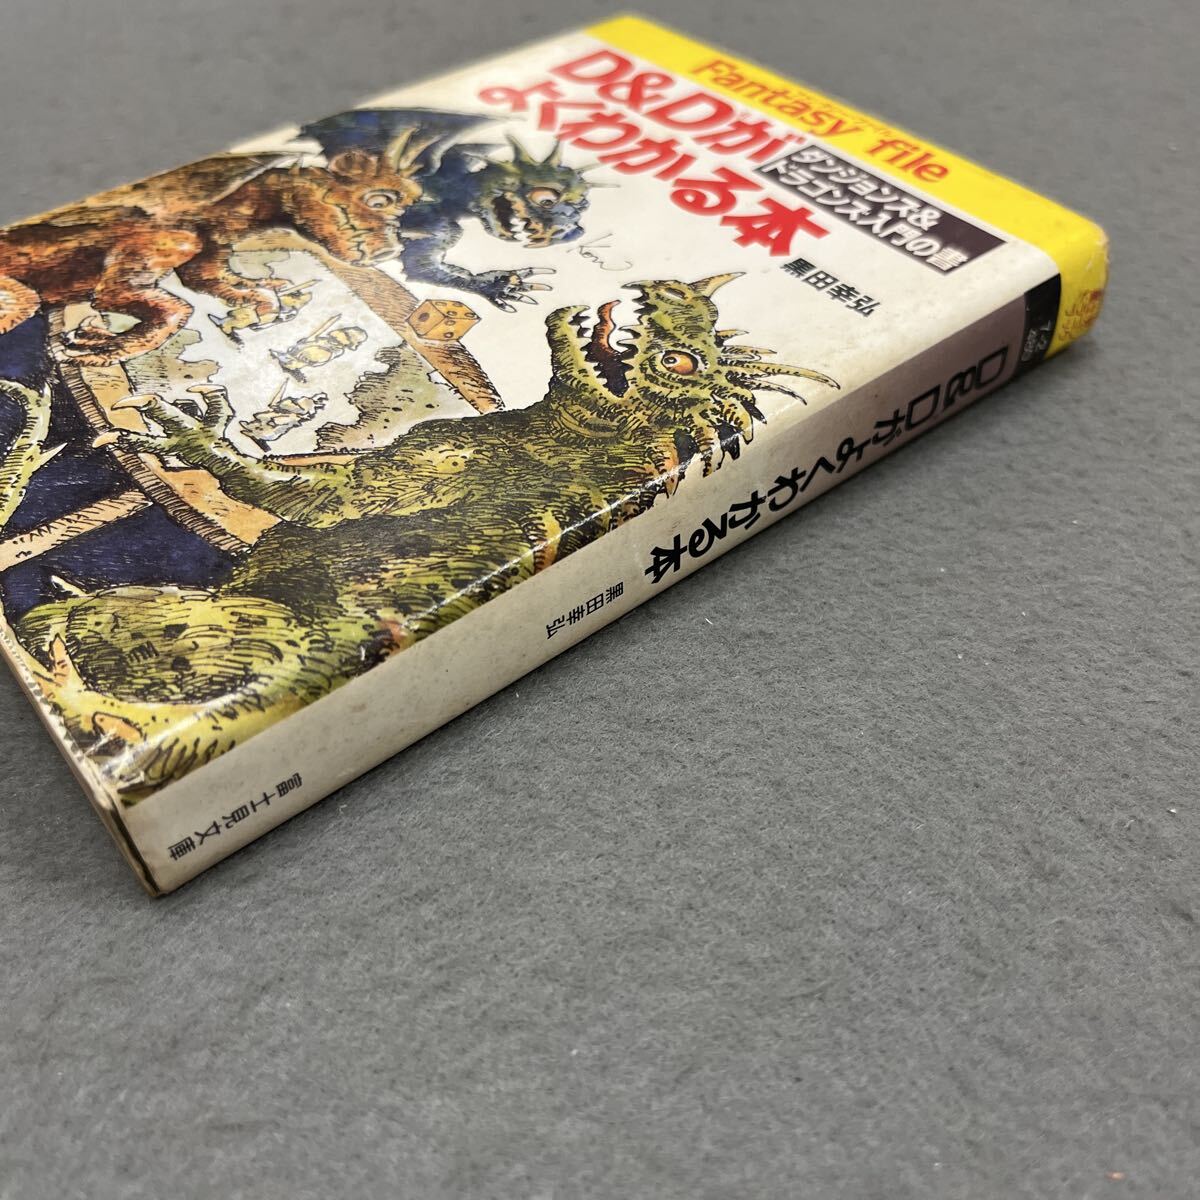 Fantasy file
D&Dが
よくわかる本
ダンジョンズ&
ドラゴンズ入門の書
黒田幸弘
Ken
D&Dがよくわかる本
黒田幸弘
富士見文庫